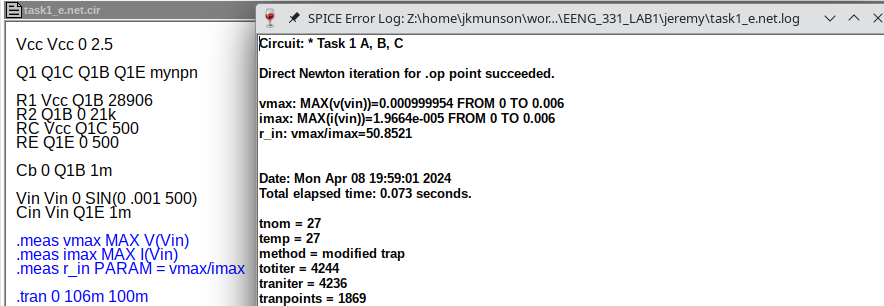 task1_e.net.cir
Vcc Vcc 0 2.5
Q1 Q1C Q1B Q1E mynpn
R1 Vcc Q1B 28906
R2 Q1B 0 21k
RC Vcc Q1C 500
RE Q1E 0 500
Cb 0 Q1B 1m
Vin Vin 0 SIN(0 .001 500)
Cin Vin Q1E 1m
.meas vmax MAX V(Vin)
.meas imax MAX I(Vin)
.meas r_in PARAM = vmax/imax
.tran 0 106m 100m
SPICE Error Log: Z:\home\jkmunson\wor...\EENG_331_LAB1\jeremy\task1_e.net.log
Circuit: * Task 1 A, B, C
Direct Newton iteration for .op point succeeded.
vmax: MAX(v(vin))=0.000999954 FROM 0 TO 0.006
imax: MAX(i(vin))=1.9664e-005 FROM 0 TO 0.006
r_in: vmax/imax=50.8521
Date: Mon Apr 08 19:59:01 2024
Total elapsed time: 0.073 seconds.
tnom = 27
temp = 27
method = modified trap
totiter = 4244
traniter = 4236
tranpoints = 1869